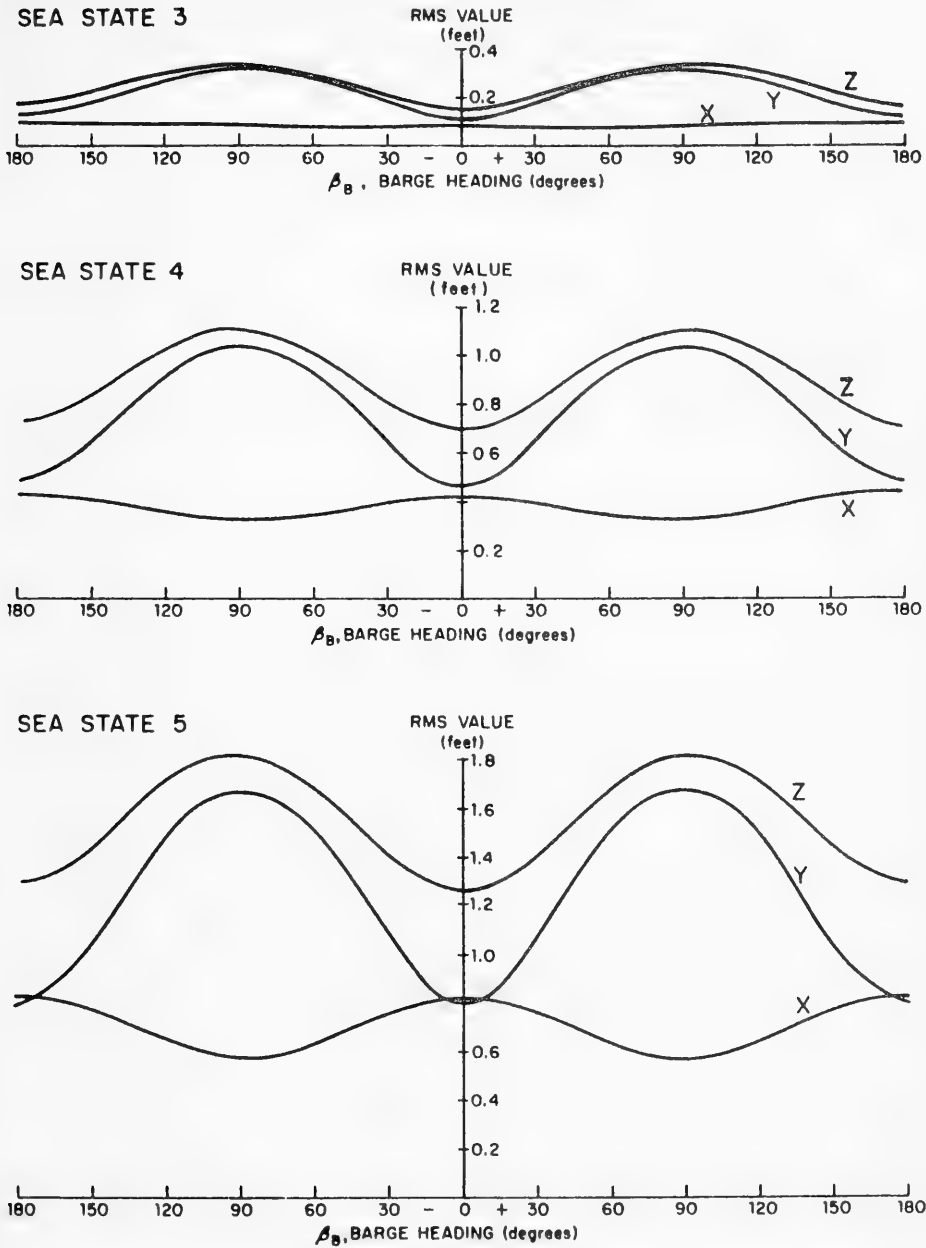 SEA STATE 3
RMS VALUE
(feet)
0.4
0.2
Z
Y
X
180 150 120 90 60 30 - 0 + 30 60 90 120 150 180
βB, BARGE HEADING (degrees)
SEA STATE 4
RMS VALUE
(feet)
1.2
1.0
0.8
0.6
0.2
Z
Y
X
180 150 120 90 60 30 - 0 + 30 60 90 120 150 180
βB, BARGE HEADING (degrees)
SEA STATE 5
RMS VALUE
(feet)
1.8
1.6
1.4
1.2
1.0
0.6
0.4
0.2
Z
Y
X
180 150 120 90 60 30 - 0 + 30 60 90 120 150 180
βB, BARGE HEADING (degrees)